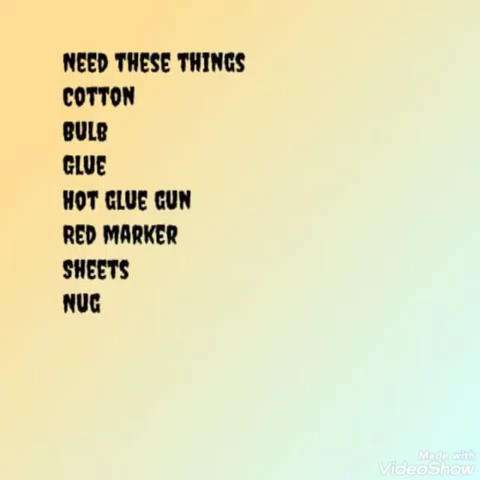 NEED THESE THINGS
COTTON
BULB
GLUE
HOT GLUE GUN
RED MARKER
SHEETS
NUG
Made with
VideoShow